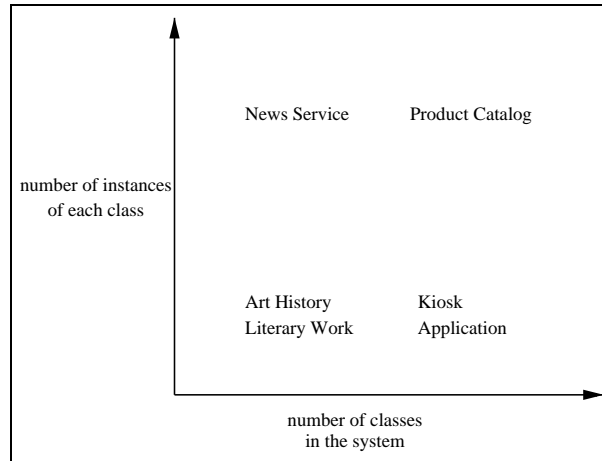 News Service
Product Catalog
number of instances
of each class
Art History
Literary Work
Kiosk
Application
number of classes
in the system